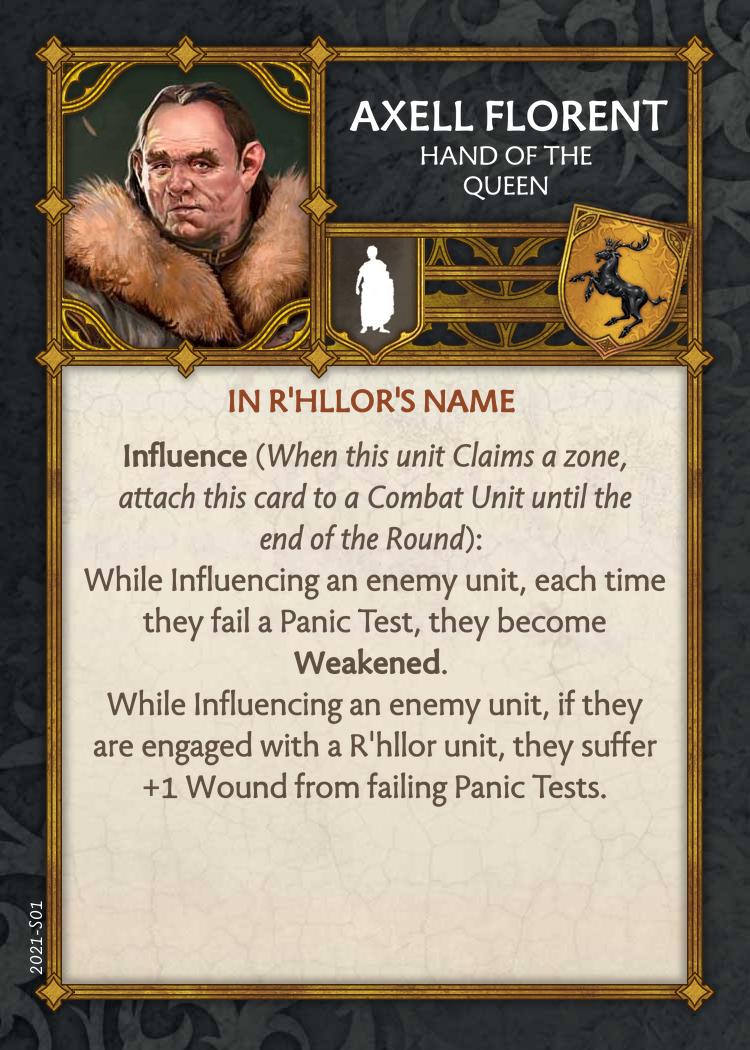 AXELL FLORENT
HAND OF THE
QUEEN
IN R'HLLOR'S NAME
Influence (When this unit Claims a zone,
attach this card to a Combat Unit until the
end of the Round):
While Influencing an enemy unit, each time
they fail a Panic Test, they become
Weakened.
While Influencing an enemy unit, if they
are engaged with a R'hllor unit, they suffer
+1 Wound from failing Panic Tests.
2021-S01